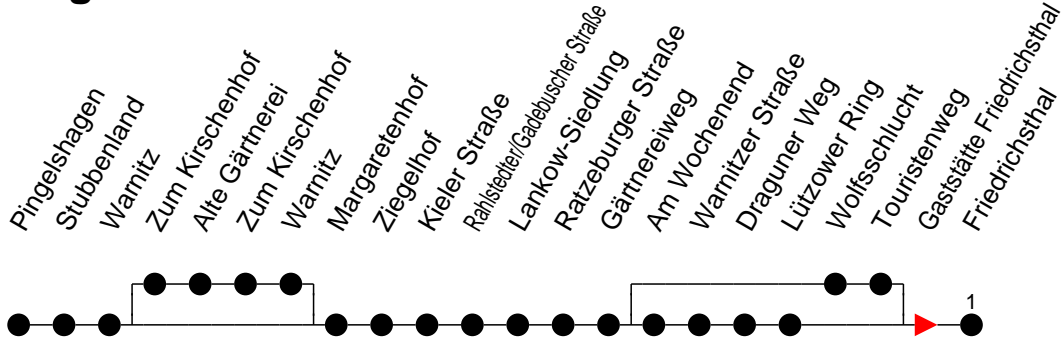 Pingelshagen
Stubbenland
Warnitz
Zum Kirschenhof
Alte Gärtnerei
Zum Kirschenhof
Warnitz
Margaretenhof
Ziegelhof
Kieler Straße
Rahlstedter/Gadebuscher Straße
Lankow-Siedlung
Ratzeburger Straße
Gärtnereiweg
Am Wochenend
Warnitzer Straße
Draguner Weg
Lützower Ring
Wolfsschlucht
Touristenweg
Gaststätte Friedrichsthal
Friedrichsthal
1